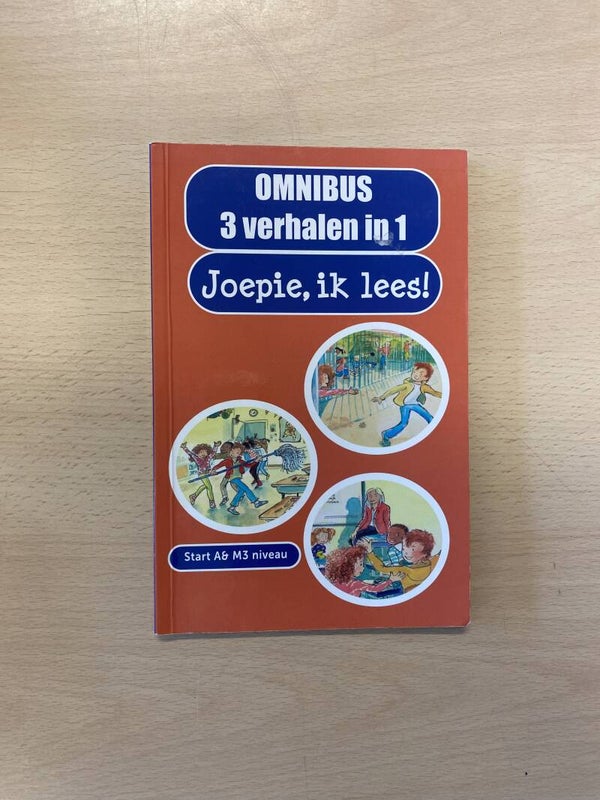 OMNIBUS
3 verhalen in 1
Joepie, ik lees!
Start A& M3 niveau